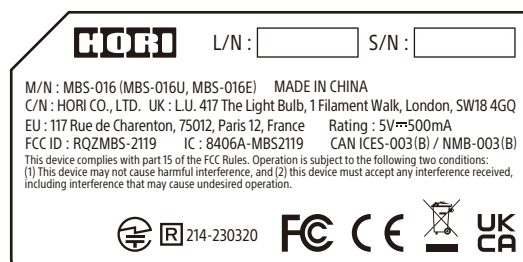 HORI L/N : S/N :
M/N : MBS-016 (MBS-016U, MBS-016E) MADE IN CHINA
C/N : HORI CO., LTD. UK : L.U. 417 The Light Bulb, 1 Filament Walk, London, SW18 4GQ
EU : 117 Rue de Charenton, 75012, Paris 12, France Rating : 5V⎓500mA
FCC ID : RQZMBS-2119 IC : 8406A-MBS2119 CAN ICES-003(B) / NMB-003(B)
This device complies with part 15 of the FCC Rules. Operation is subject to the following two conditions:
(1) This device may not cause harmful interference, and (2) this device must accept any interference received,
including interference that may cause undesired operation.
R 214-230320 FC CE UK
CA